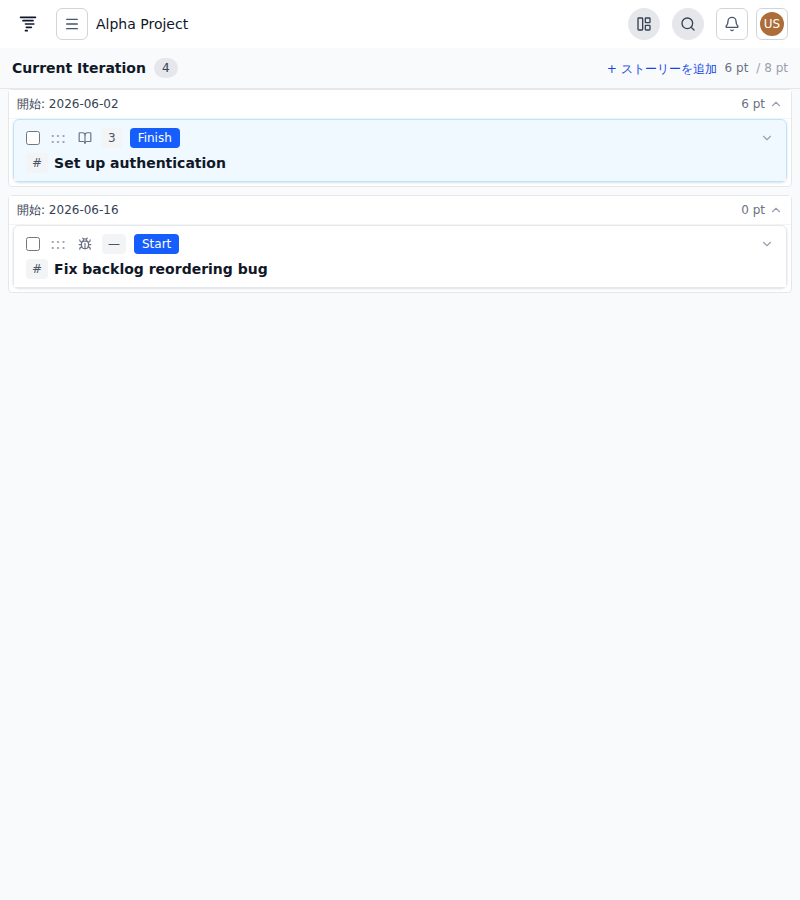 Alpha Project
US
Current Iteration 4
+ ストーリーを追加 6 pt / 8 pt
開始: 2026-06-02 6 pt
3 Finish
# Set up authentication
開始: 2026-06-16 0 pt
— Start
# Fix backlog reordering bug